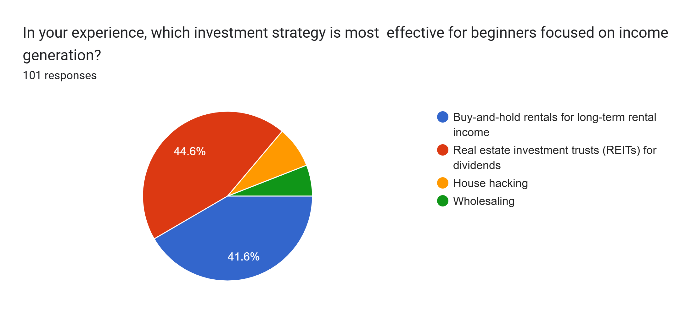 In your experience, which investment strategy is most  effective for beginners focused on income
generation?
101 responses
44.6%
41.6%
Buy-and-hold rentals for long-term rental
income
Real estate investment trusts (REITs) for
dividends
House hacking
Wholesaling